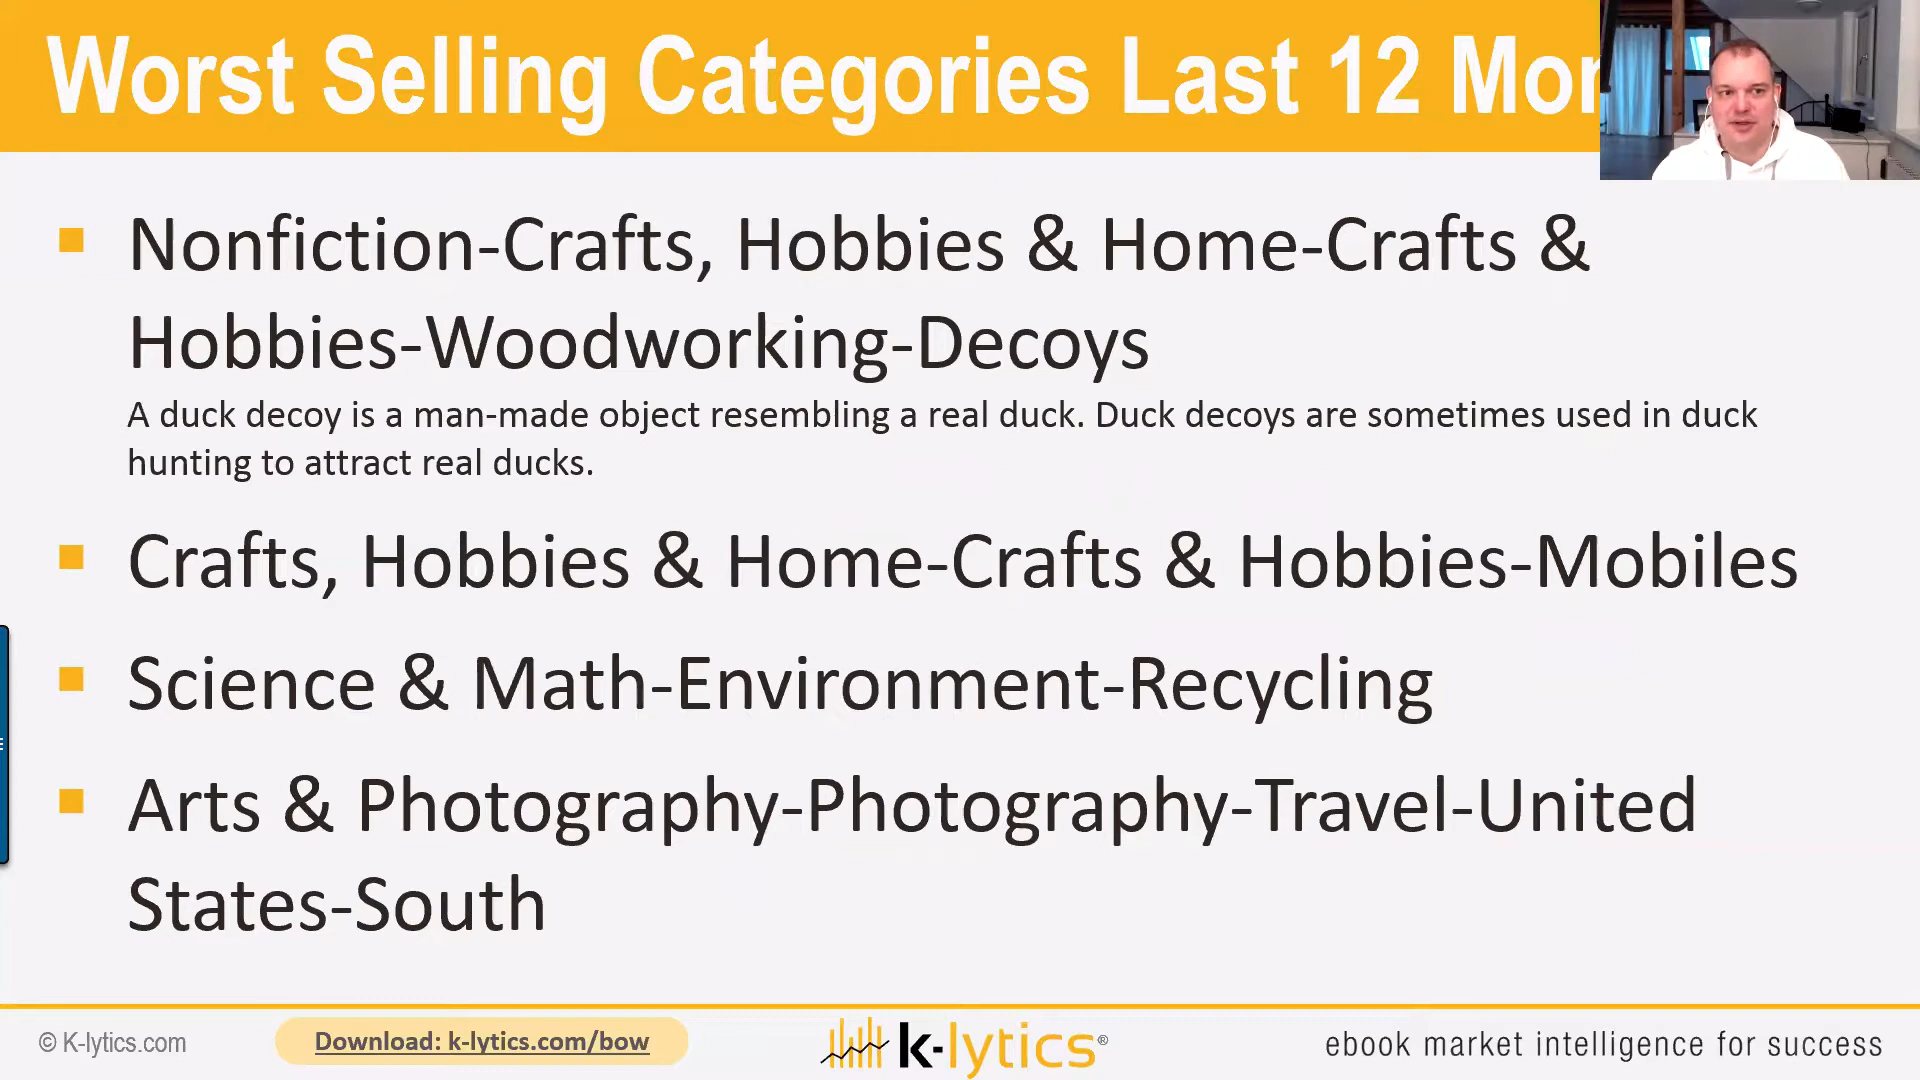 Worst Selling Categories Last 12
Nonfiction-Crafts, Hobbies & Home-Crafts &
Hobbies-Woodworking-Decoys
A duck decoy is a man-made object resembling a real duck. Duck decoys are sometimes used in duck
hunting to attract real ducks.
Crafts, Hobbies & Home-Crafts & Hobbies-Mobiles
Science & Math-Environment-Recycling
Arts & Photography-Photography-Travel-United
States-South
© K-lytics.com
Download: k-lytics.com/bow
k-lytics®
ebook market intelligence for success